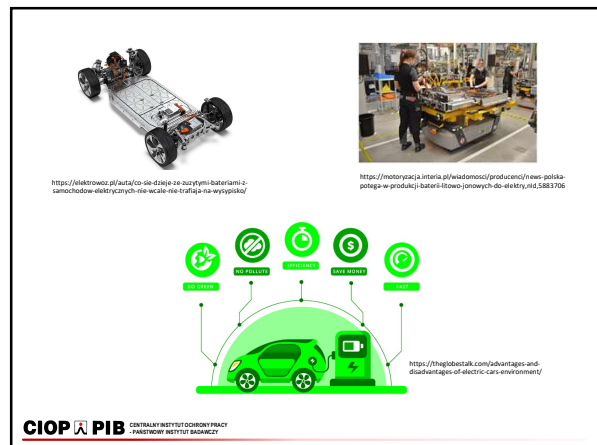 https://elektrowoz.pl/auta/co-sie-dzieje-ze-zuzytymi-bateriami-z-
samochodow-elektrycznych-nie-wcale-nie-trafiaja-na-wysypisko/
https://motoryzacja.interia.pl/wiadomosci/producenci/news-polska-
potega-w-produkcji-baterii-litowo-jonowych-do-elektry,nId,5883706
GO GREEN
NO POLLUTE
EFFICIENCY
SAVE MONEY
FAST
https://theglobestalk.com/advantages-and-
disadvantages-of-electric-cars-environment/
CIOP PIB CENTRALNY INSTYTUT OCHRONY PRACY
- PAŃSTWOWY INSTYTUT BADAWCZY